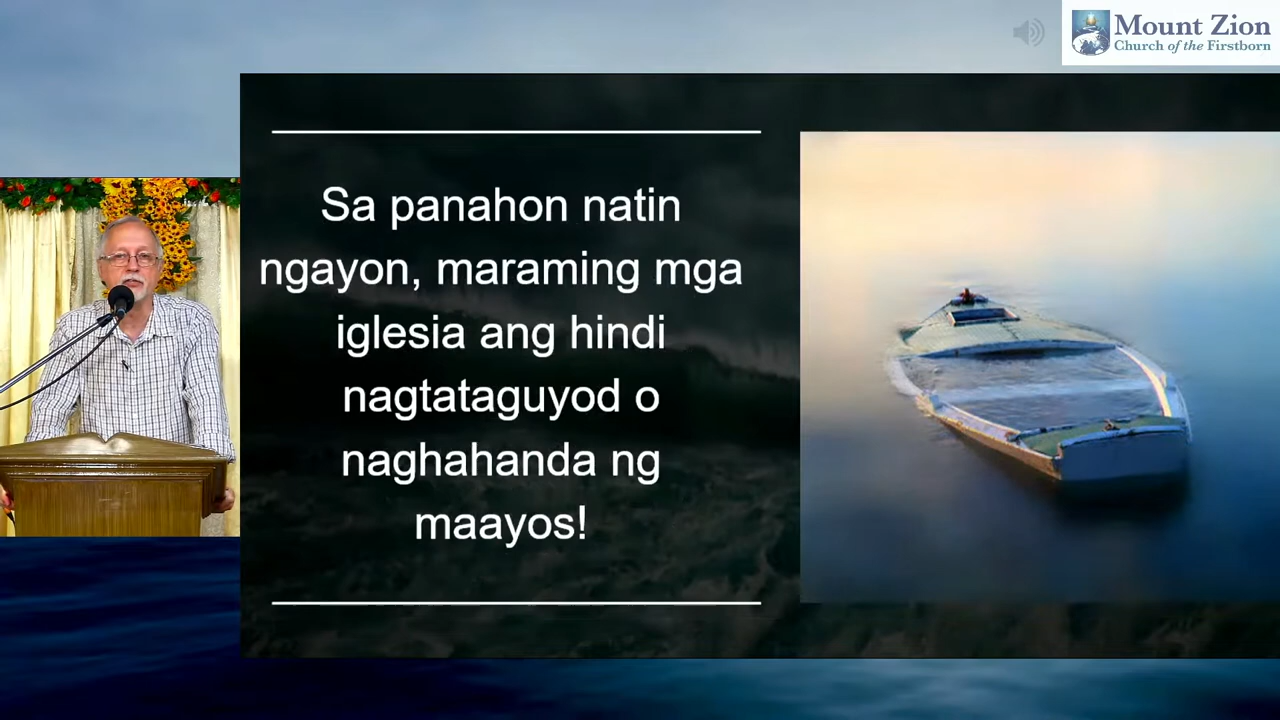 Mount Zion
Church of the Firstborn
Sa panahon natin
ngayon, maraming mga
iglesia ang hindi
nagtataguyod o
naghahanda ng
maayos!